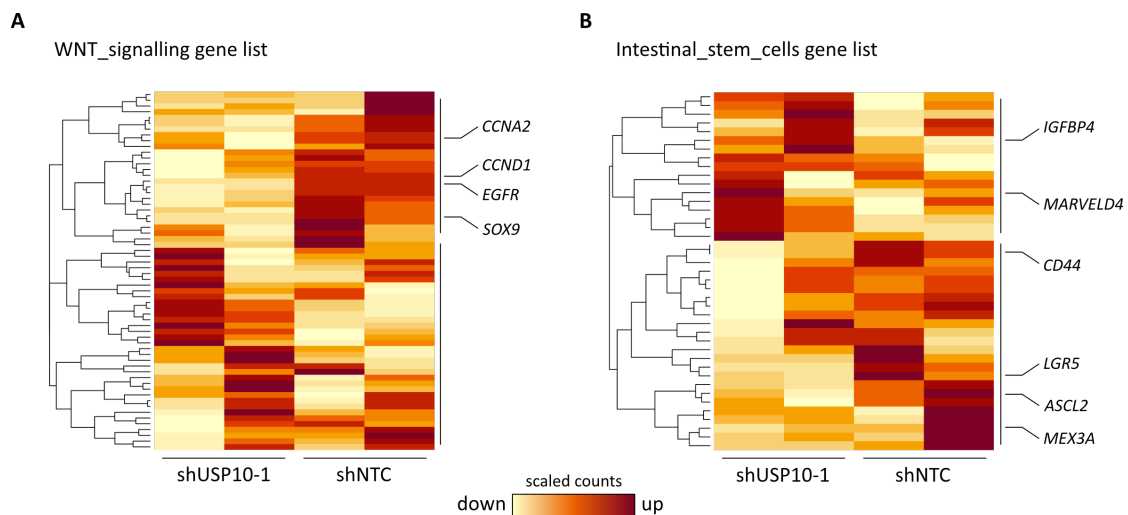 A
WNT_signalling gene list
CCNA2
CCND1
EGFR
SOX9
shUSP10-1
shNTC
B
Intestinal_stem_cells gene list
IGFBP4
MARVELD4
CD44
LGR5
ASCL2
MEX3A
shUSP10-1
shNTC
scaled counts
down
up